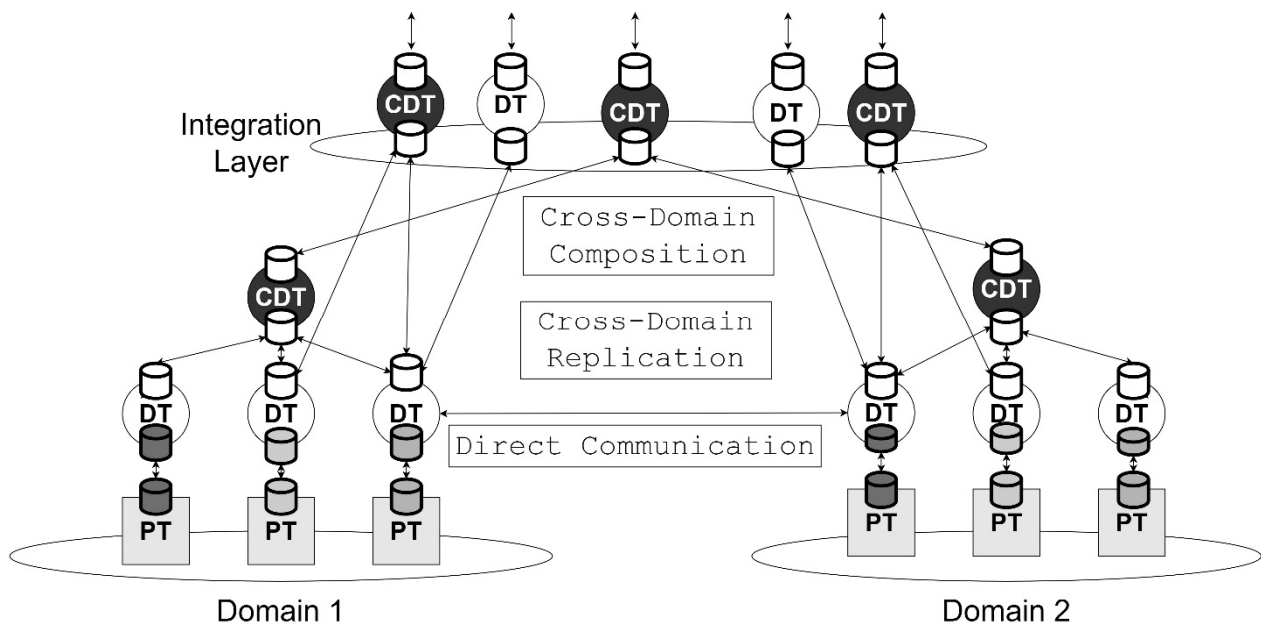 CDT
DT
CDT
DT
CDT
Integration
Layer
Cross-Domain
Composition
CDT
CDT
Cross-Domain
Replication
DT
DT
DT
DT
DT
DT
Direct Communication
PT
PT
PT
PT
PT
PT
Domain 1
Domain 2